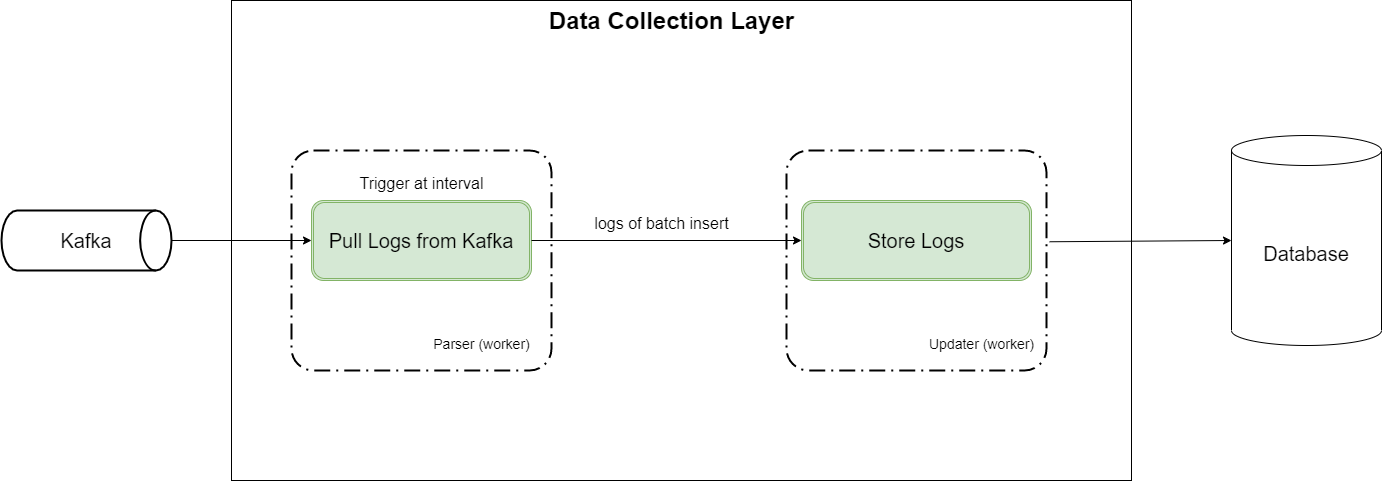 Data Collection Layer
Trigger at interval
Kafka
Pull Logs from Kafka
logs of batch insert
Store Logs
Database
Parser (worker)
Updater (worker)